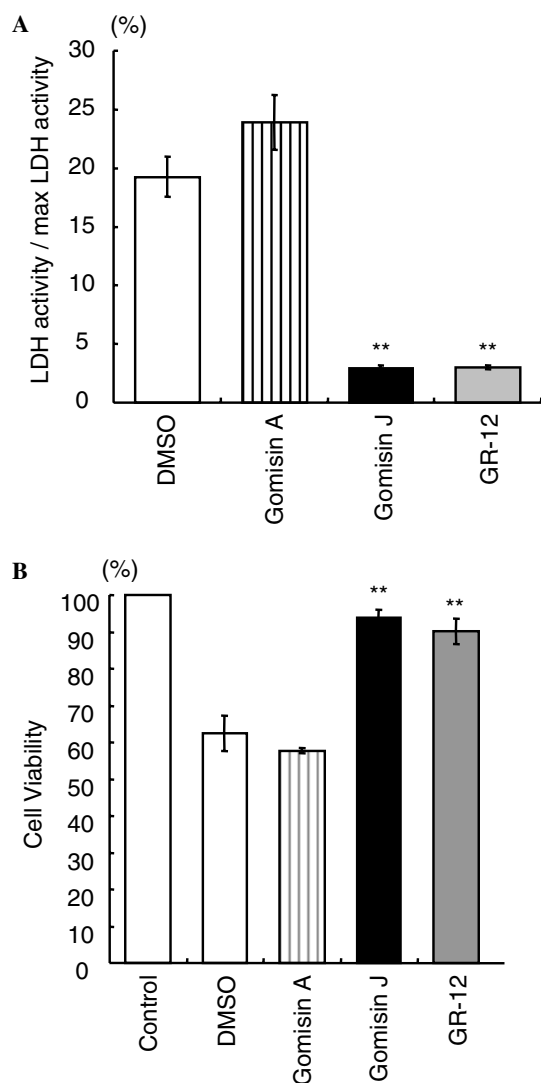 A
(%)
LDH activity / max LDH activity
30
25
20
15
10
5
0
**
**
DMSO
Gomisin A
Gomisin J
GR-12
B
(%)
Cell Viability
100
90
80
70
60
50
40
30
20
10
0
**
**
Control
DMSO
Gomisin A
Gomisin J
GR-12